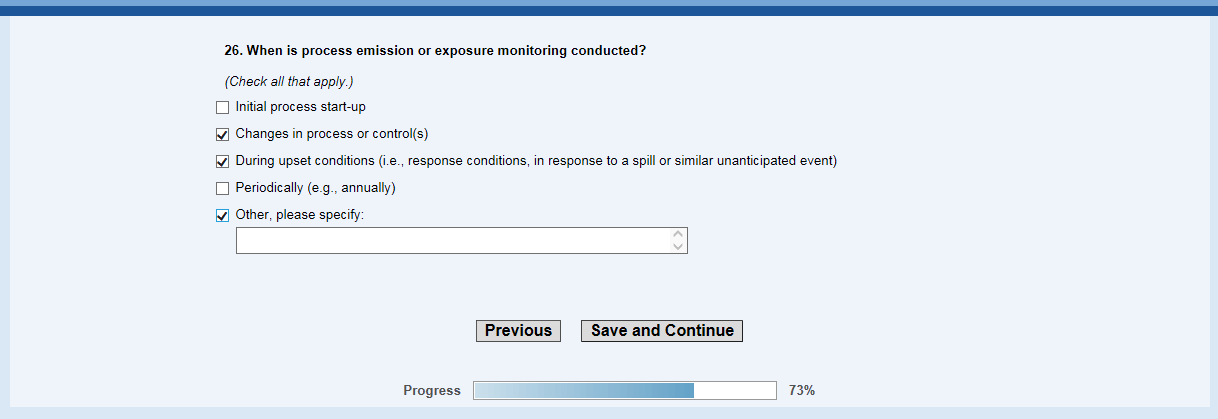 26. When is process emission or exposure monitoring conducted?
(Check all that apply.)
Initial process start-up
Changes in process or control(s)
During upset conditions (i.e., response conditions, in response to a spill or similar unanticipated event)
Periodically (e.g., annually)
Other, please specify:
Previous Save and Continue
Progress 73%